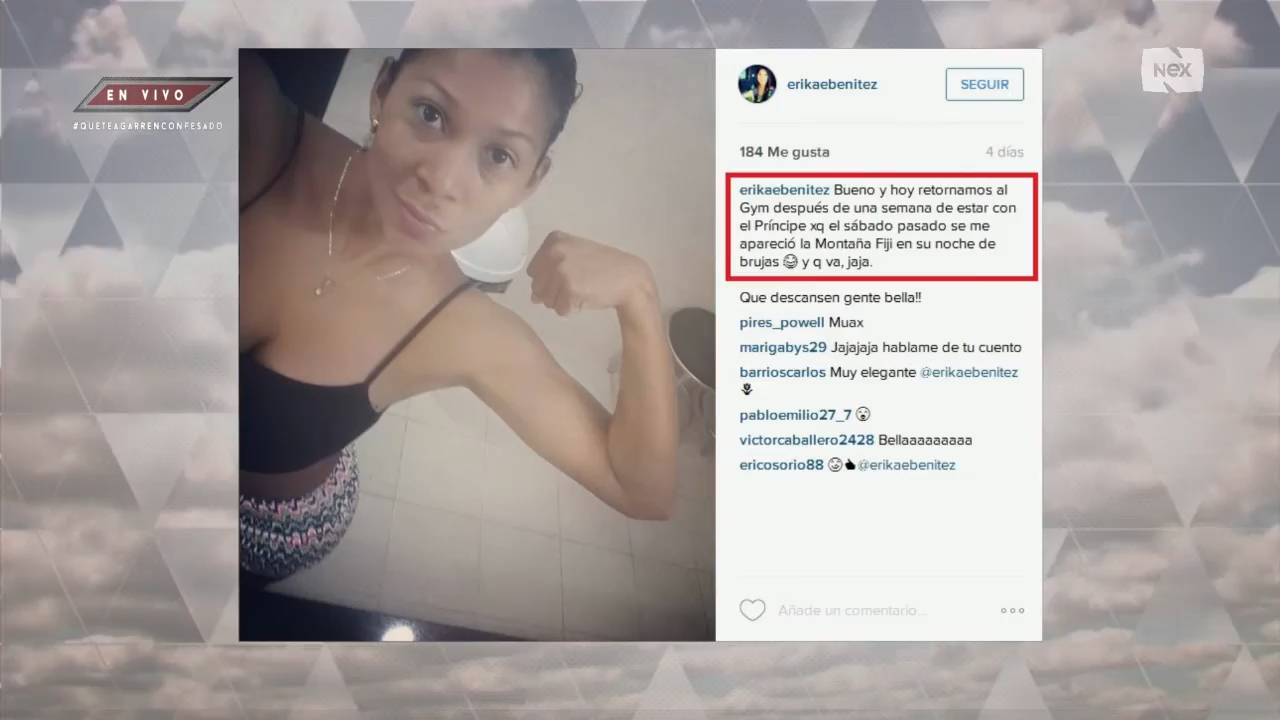 EN VIVO
#QUETEAGARRENCONFESADO
nex
erikaebenitez
SEGUIR
184 Me gusta
4 días
erikaebenitez Bueno y hoy retornamos al
Gym después de una semana de estar con
el Príncipe xq el sábado pasado se me
apareció la Montaña Fiji en su noche de
brujas 😂 y q va, jaja.
Que descansen gente bella!!
pires_powell Muax
marigabys29 Jajajaja hablame de tu cuento
barrioscarlos Muy elegante @erikaebenitez
🌷
pabloemilio27_7 😮
victorcaballero2428 Bellaaaaaaaaa
ericosorio88 😉👍@erikaebenitez
Añade un comentario...